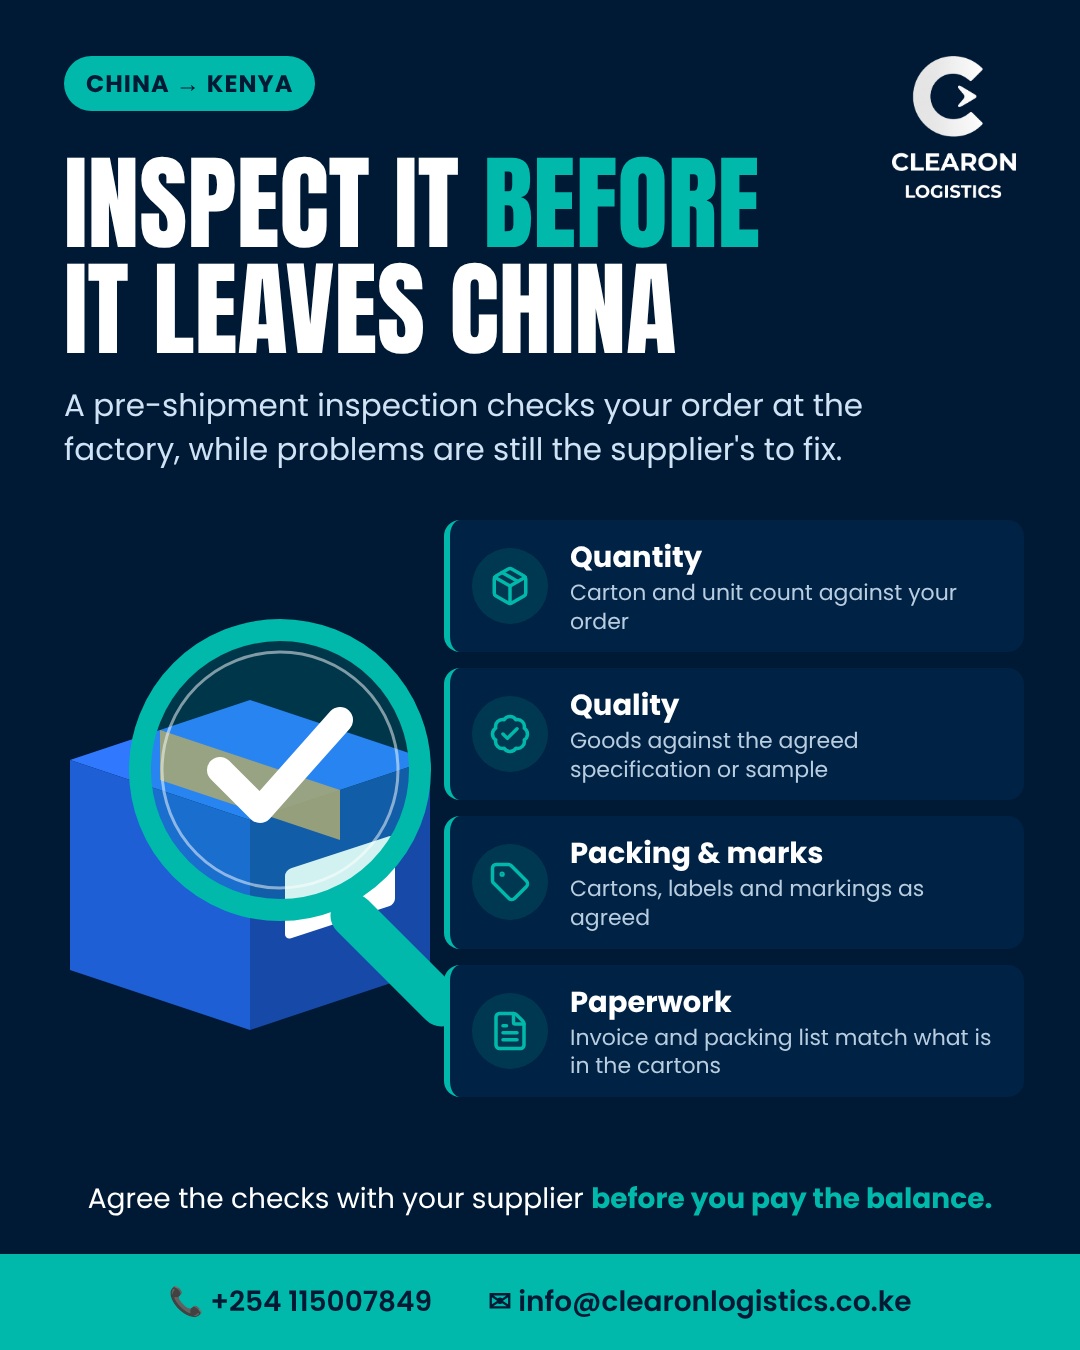 CHINA → KENYA
CLEARON
LOGISTICS
INSPECT IT BEFORE
IT LEAVES CHINA
A pre-shipment inspection checks your order at the
factory, while problems are still the supplier's to fix.
Quantity
Carton and unit count against your
order
Quality
Goods against the agreed
specification or sample
Packing & marks
Cartons, labels and markings as
agreed
Paperwork
Invoice and packing list match what is
in the cartons
Agree the checks with your supplier before you pay the balance.
📞 +254 115007849 ✉ info@clearonlogistics.co.ke